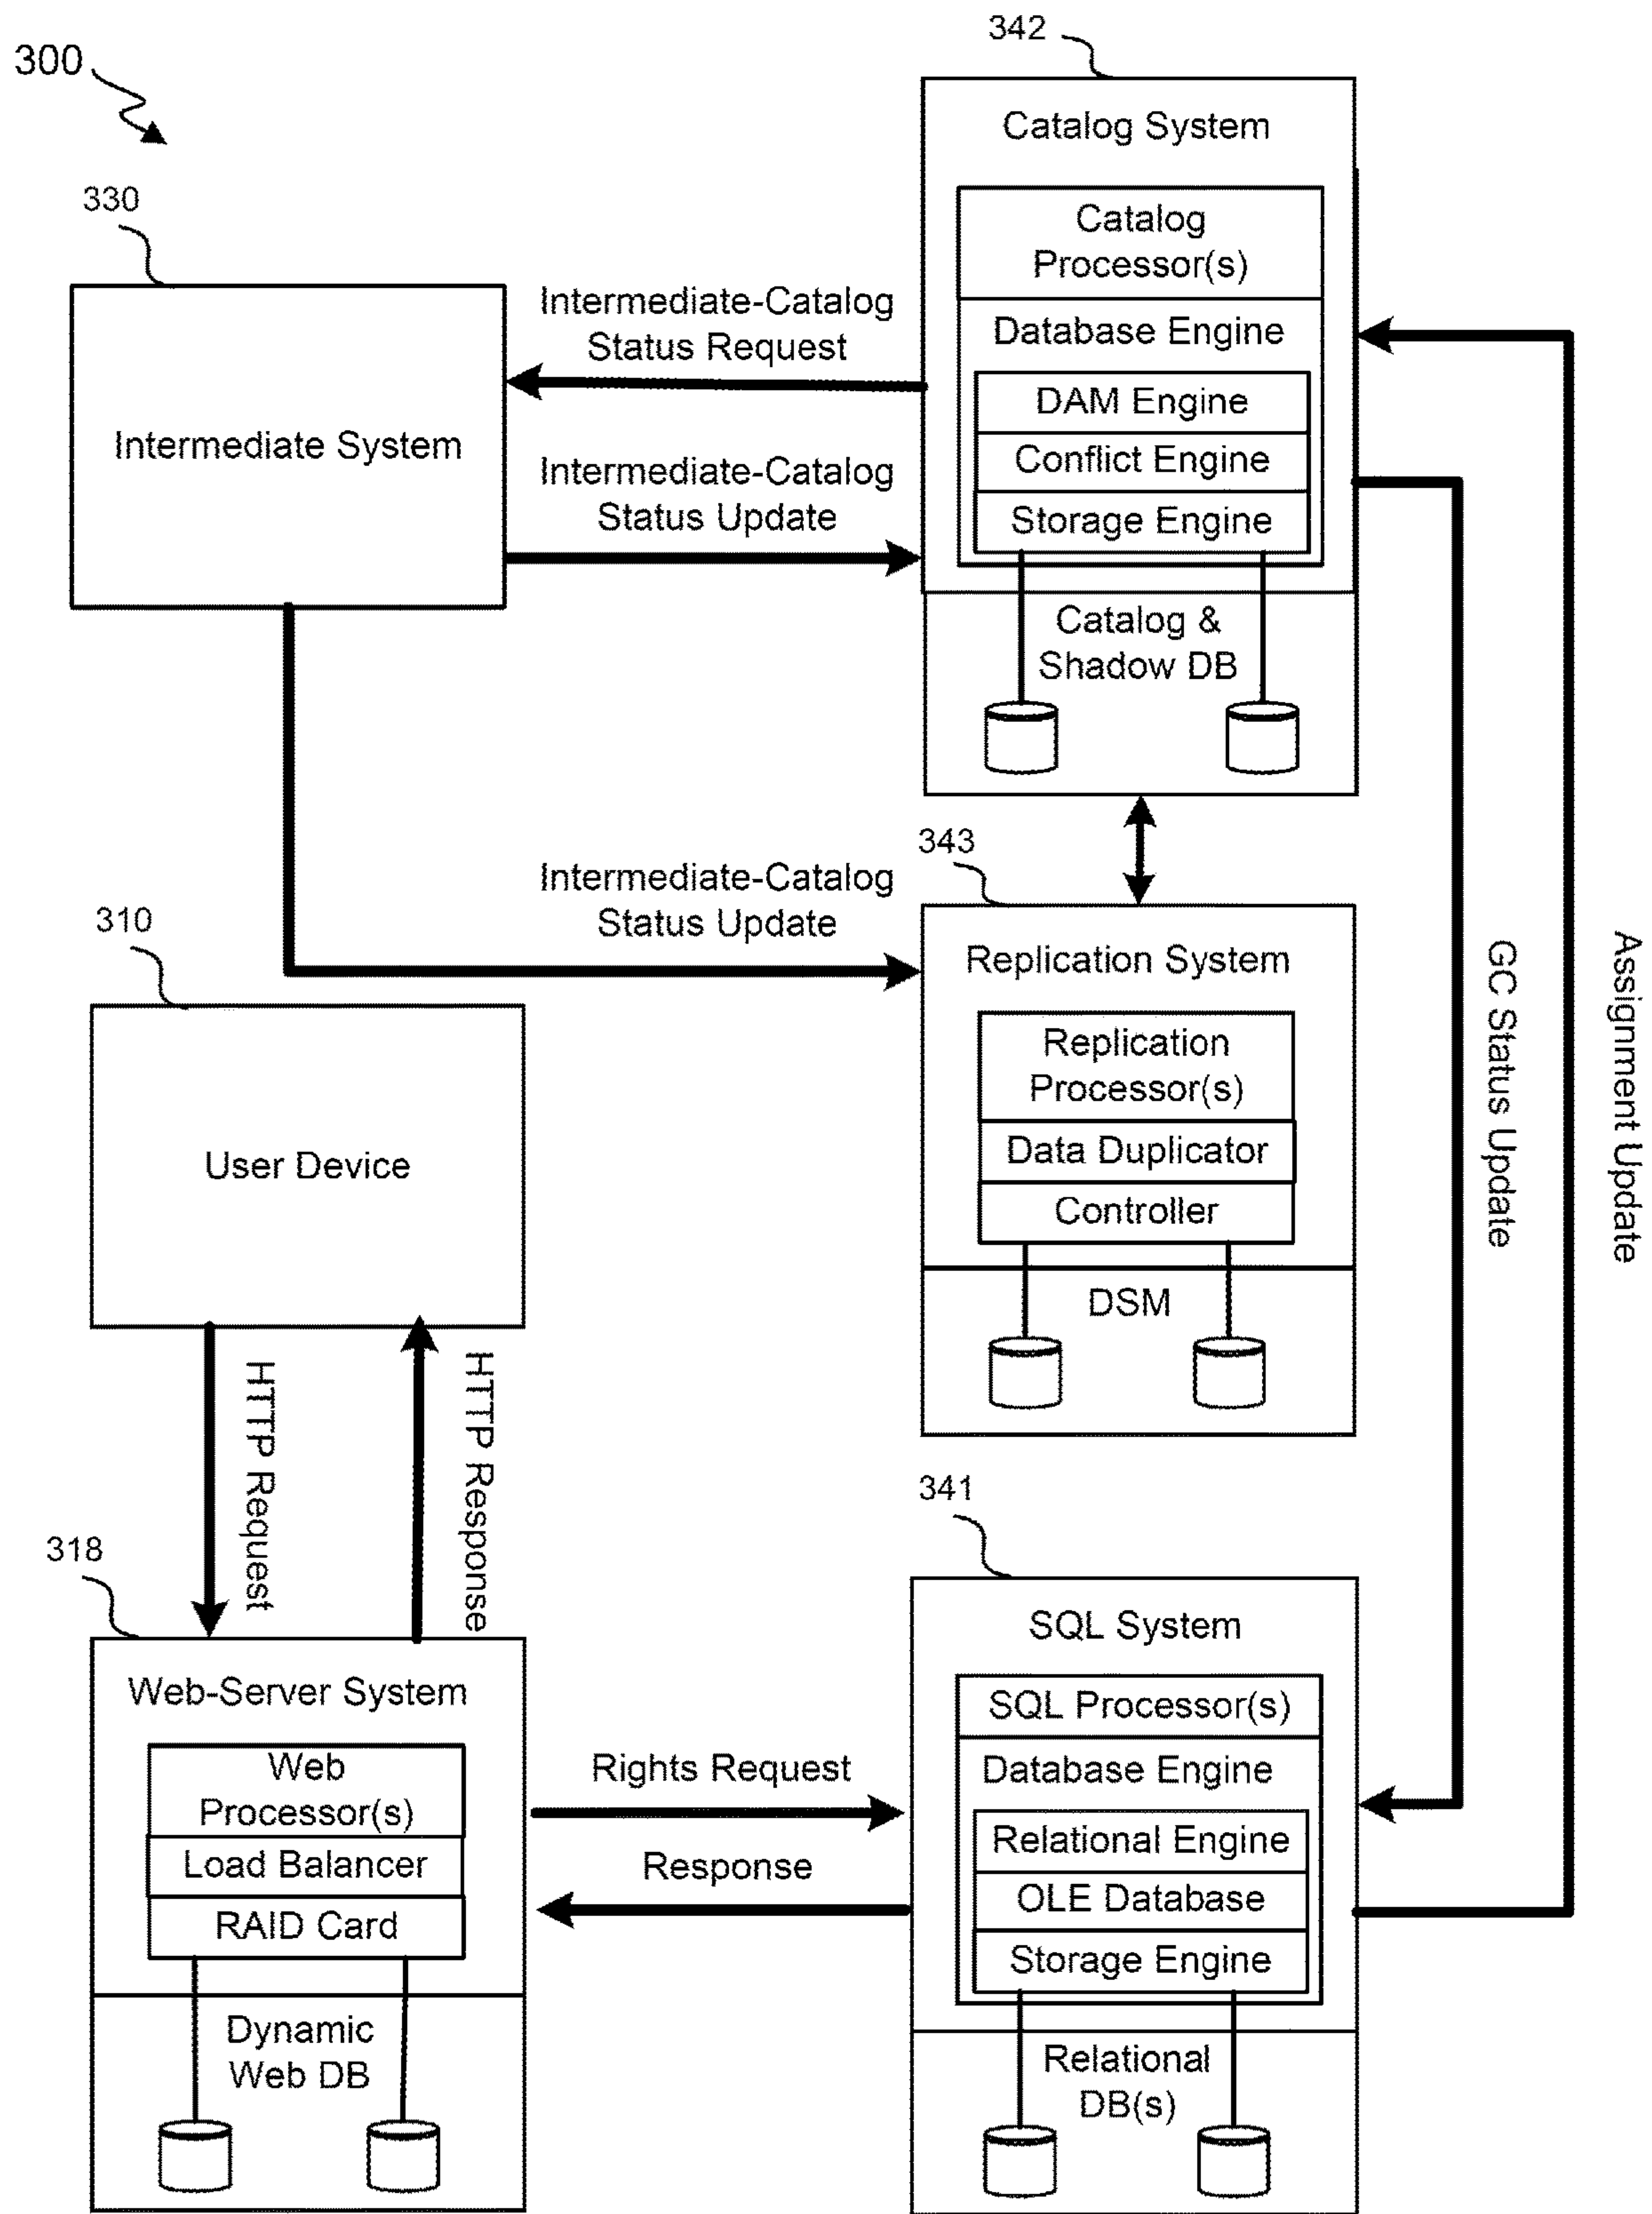 300
342
Catalog System
Catalog
Processor(s)
Database Engine
DAM Engine
Conflict Engine
Storage Engine
Catalog &
Shadow DB
330
Intermediate System
Intermediate-Catalog
Status Request
Intermediate-Catalog
Status Update
Intermediate-Catalog
Status Update
343
Replication System
Replication
Processor(s)
Data Duplicator
Controller
DSM
GC Status Update
Assignment Update
310
User Device
HTTP Request
HTTP Response
318
Web-Server System
Web
Processor(s)
Load Balancer
RAID Card
Dynamic
Web DB
Rights Request
Response
341
SQL System
SQL Processor(s)
Database Engine
Relational Engine
OLE Database
Storage Engine
Relational
DB(s)